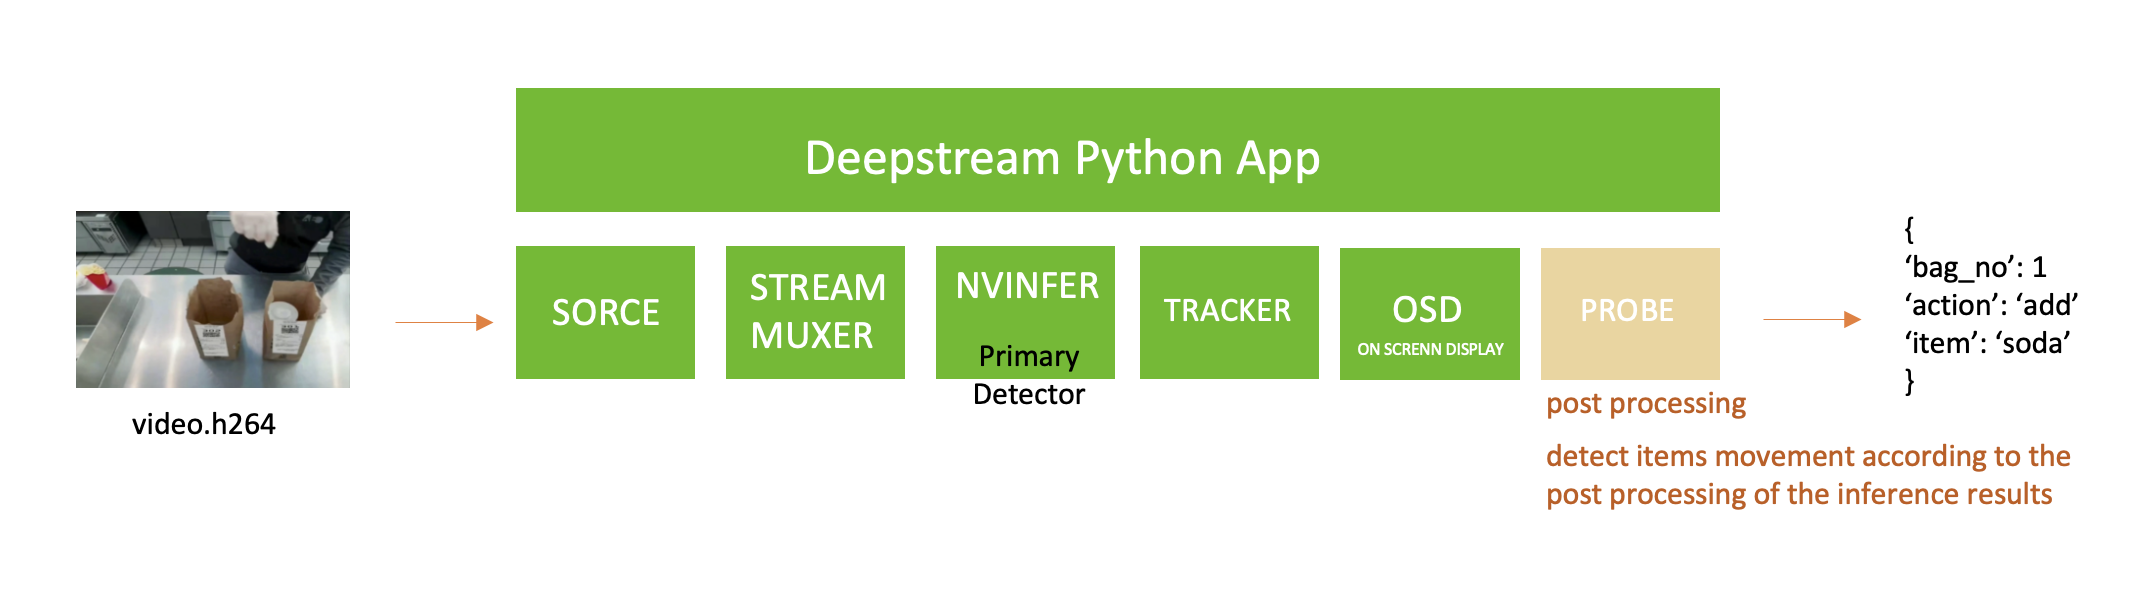 Deepstream Python App
video.h264
SORCE
STREAM
MUXER
NVINFER
Primary
Detector
TRACKER
OSD
ON SCRENN DISPLAY
PROBE
post processing
detect items movement according to the
post processing of the inference results
{
‘bag_no’: 1
‘action’: ‘add’
‘item’: ‘soda’
}